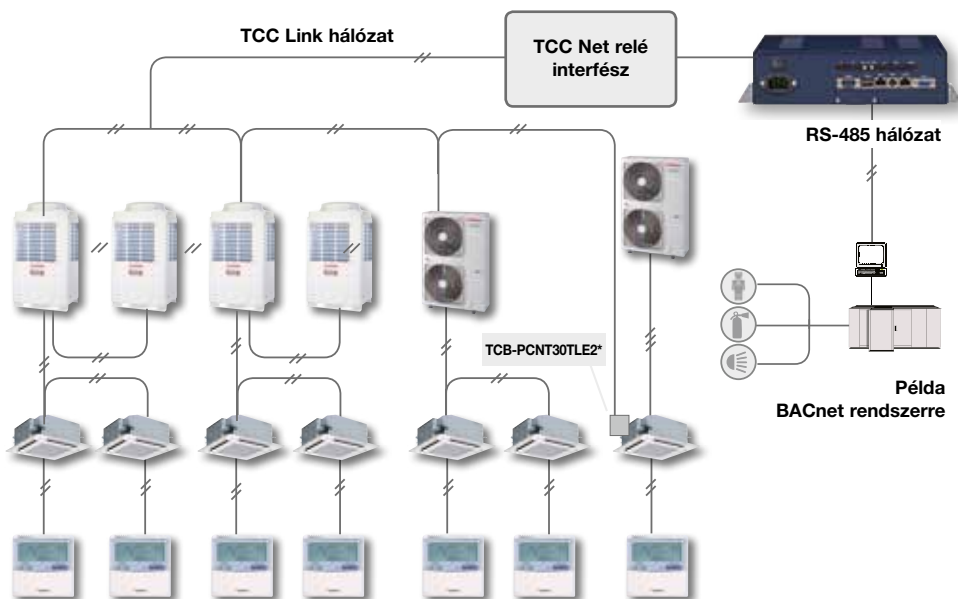 TCC Link hálózat
TCC Net relé
interfész
RS-485 hálózat
TCB-PCNT30TLE2*
Példa
BACnet rendszerre